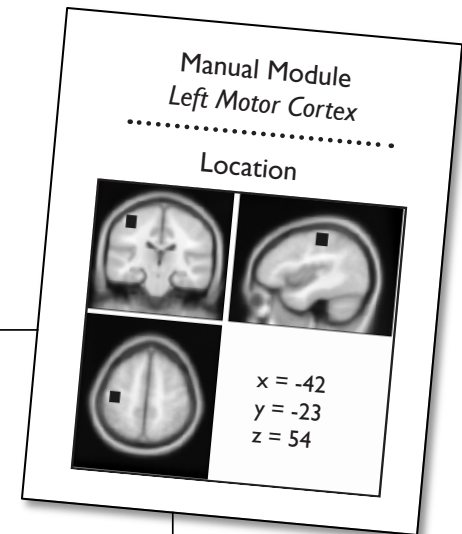 Manual Module
Left Motor Cortex
Location
x = -42
y = -23
z = 54